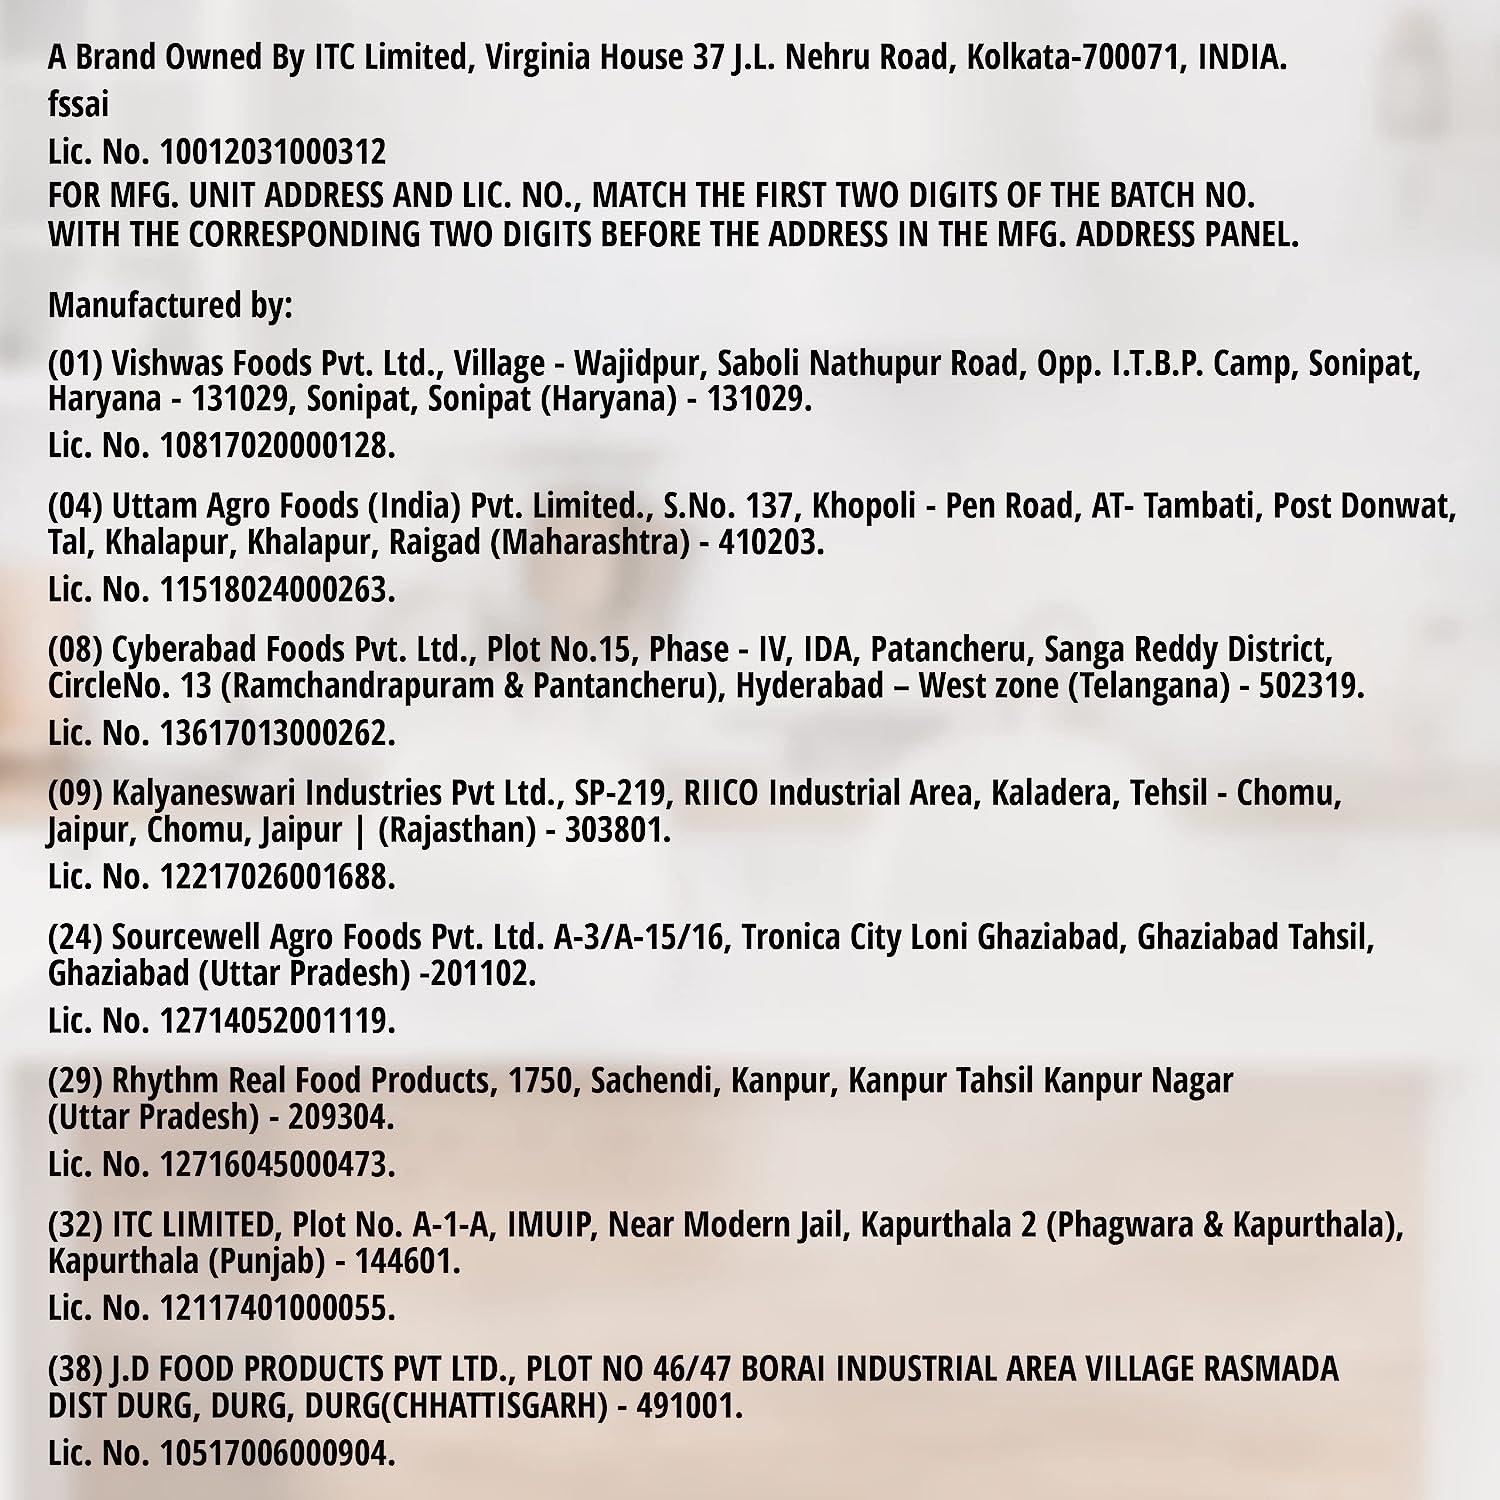 A Brand Owned By ITC Limited, Virginia House 37 J.L. Nehru Road, Kolkata-700071, INDIA.
fssai
Lic. No. 10012031000312
FOR MFG. UNIT ADDRESS AND LIC. NO., MATCH THE FIRST TWO DIGITS OF THE BATCH NO.
WITH THE CORRESPONDING TWO DIGITS BEFORE THE ADDRESS IN THE MFG. ADDRESS PANEL.
Manufactured by:
(01) Vishwas Foods Pvt. Ltd., Village - Wajidpur, Saboli Nathupur Road, Opp. I.T.B.P. Camp, Sonipat,
Haryana - 131029, Sonipat, Sonipat (Haryana) - 131029.
Lic. No. 10817020000128.
(04) Uttam Agro Foods (India) Pvt. Limited., S.No. 137, Khopoli - Pen Road, AT- Tambati, Post Donwat,
Tal, Khalapur, Khalapur, Raigad (Maharashtra) - 410203.
Lic. No. 11518024000263.
(08) Cyberabad Foods Pvt. Ltd., Plot No.15, Phase - IV, IDA, Patancheru, Sanga Reddy District,
CircleNo. 13 (Ramchandrapuram & Pantancheru), Hyderabad – West zone (Telangana) - 502319.
Lic. No. 13617013000262.
(09) Kalyaneswari Industries Pvt Ltd., SP-219, RIICO Industrial Area, Kaladera, Tehsil - Chomu,
Jaipur, Chomu, Jaipur | (Rajasthan) - 303801.
Lic. No. 12217026001688.
(24) Sourcewell Agro Foods Pvt. Ltd. A-3/A-15/16, Tronica City Loni Ghaziabad, Ghaziabad Tahsil,
Ghaziabad (Uttar Pradesh) -201102.
Lic. No. 12714052001119.
(29) Rhythm Real Food Products, 1750, Sachendi, Kanpur, Kanpur Tahsil Kanpur Nagar
(Uttar Pradesh) - 209304.
Lic. No. 12716045000473.
(32) ITC LIMITED, Plot No. A-1-A, IMUIP, Near Modern Jail, Kapurthala 2 (Phagwara & Kapurthala),
Kapurthala (Punjab) - 144601.
Lic. No. 12117401000055.
(38) J.D FOOD PRODUCTS PVT LTD., PLOT NO 46/47 BORAI INDUSTRIAL AREA VILLAGE RASMADA
DIST DURG, DURG, DURG(CHHATTISGARH) - 491001.
Lic. No. 10517006000904.